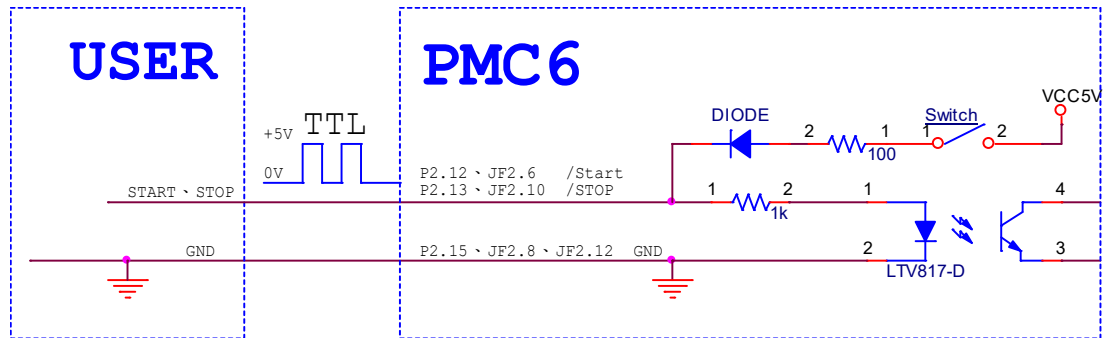 USER
PMC6
VCC5V
DIODE
Switch
+5V
TTL
2
1
1
2
100
0V
P2.12、JF2.6 /Start
P2.13、JF2.10 /STOP
START、STOP
1
2
1
4
1k
GND
P2.15、JF2.8、JF2.12 GND
2
3
LTV817-D